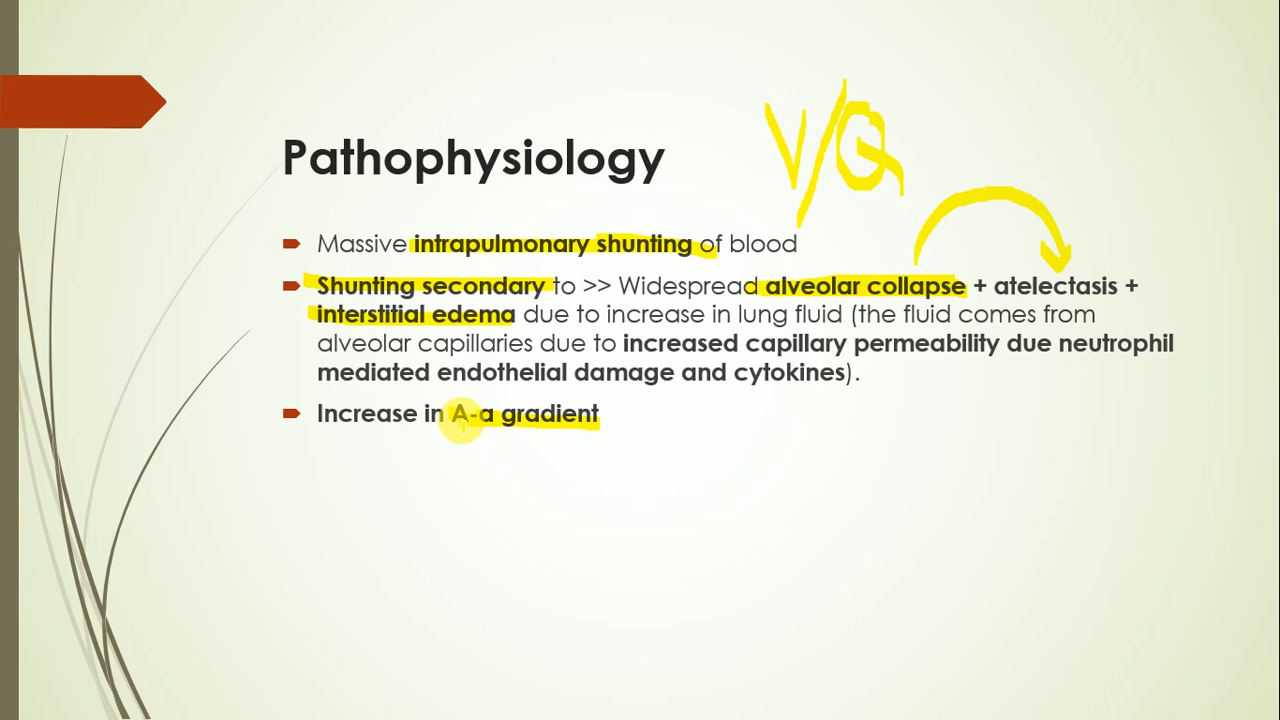 Pathophysiology
V/Q
Massive intrapulmonary shunting of blood
Shunting secondary to >> Widespread alveolar collapse + atelectasis +
interstitial edema due to increase in lung fluid (the fluid comes from
alveolar capillaries due to increased capillary permeability due neutrophil
mediated endothelial damage and cytokines).
Increase in A-a gradient